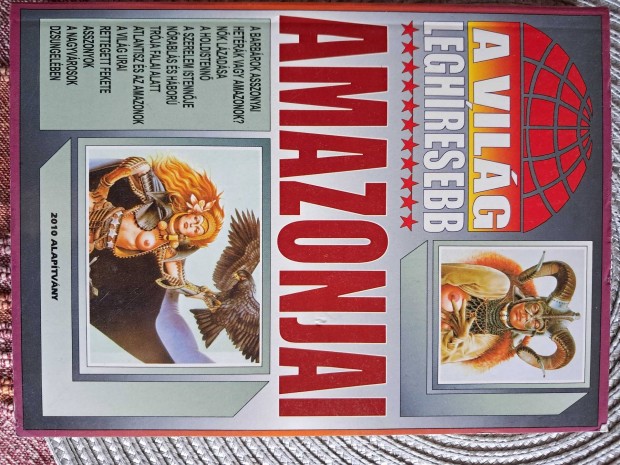 A VILÁG
LEGHÍRESEBB
AMAZONJAI
A BARBÁROK ASSZONYAI
HETÉRÁK VAGY AMAZONOK?
NŐK LÁZADÁSA
A HOLDISTENNŐ
A SZERELEM ISTENNŐJE
NŐRABLÁS ÉS HÁBORÚ
TRÓJA FALAI ALATT
ATLANTISZ ÉS AZ AMAZONOK
A VILÁG URAI
RETTEGETT FEKETE
ASSZONYOK
A NAGYVÁROSOK
DZSUNGELÉBEN
2010 ALAPÍTVÁNY